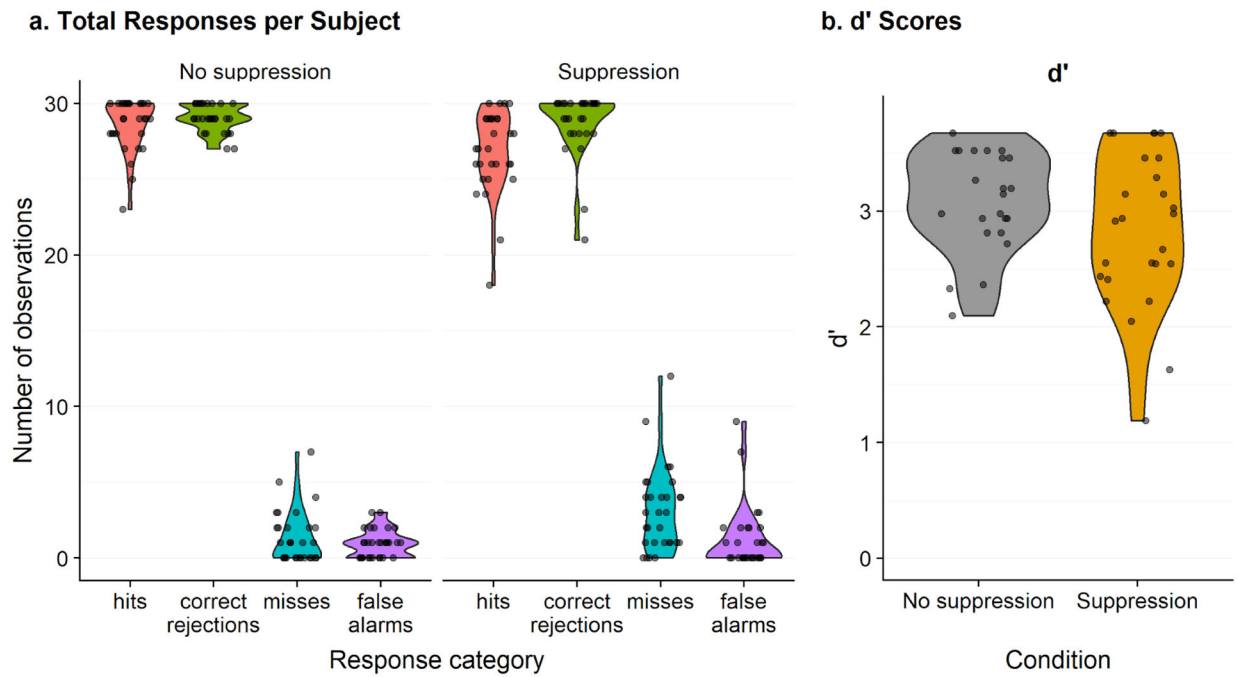 a. Total Responses per Subject
b. d' Scores
No suppression
Suppression
d'
Number of observations
30
20
10
0
hits
correct
rejections
misses
false
alarms
hits
correct
rejections
misses
false
alarms
Response category
d'
3
2
1
0
No suppression
Suppression
Condition